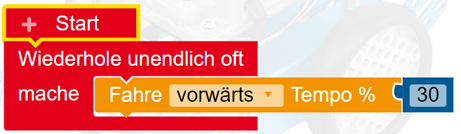 + Start
Wiederhole unendlich oft
mache Fahre vorwärts Tempo % 30